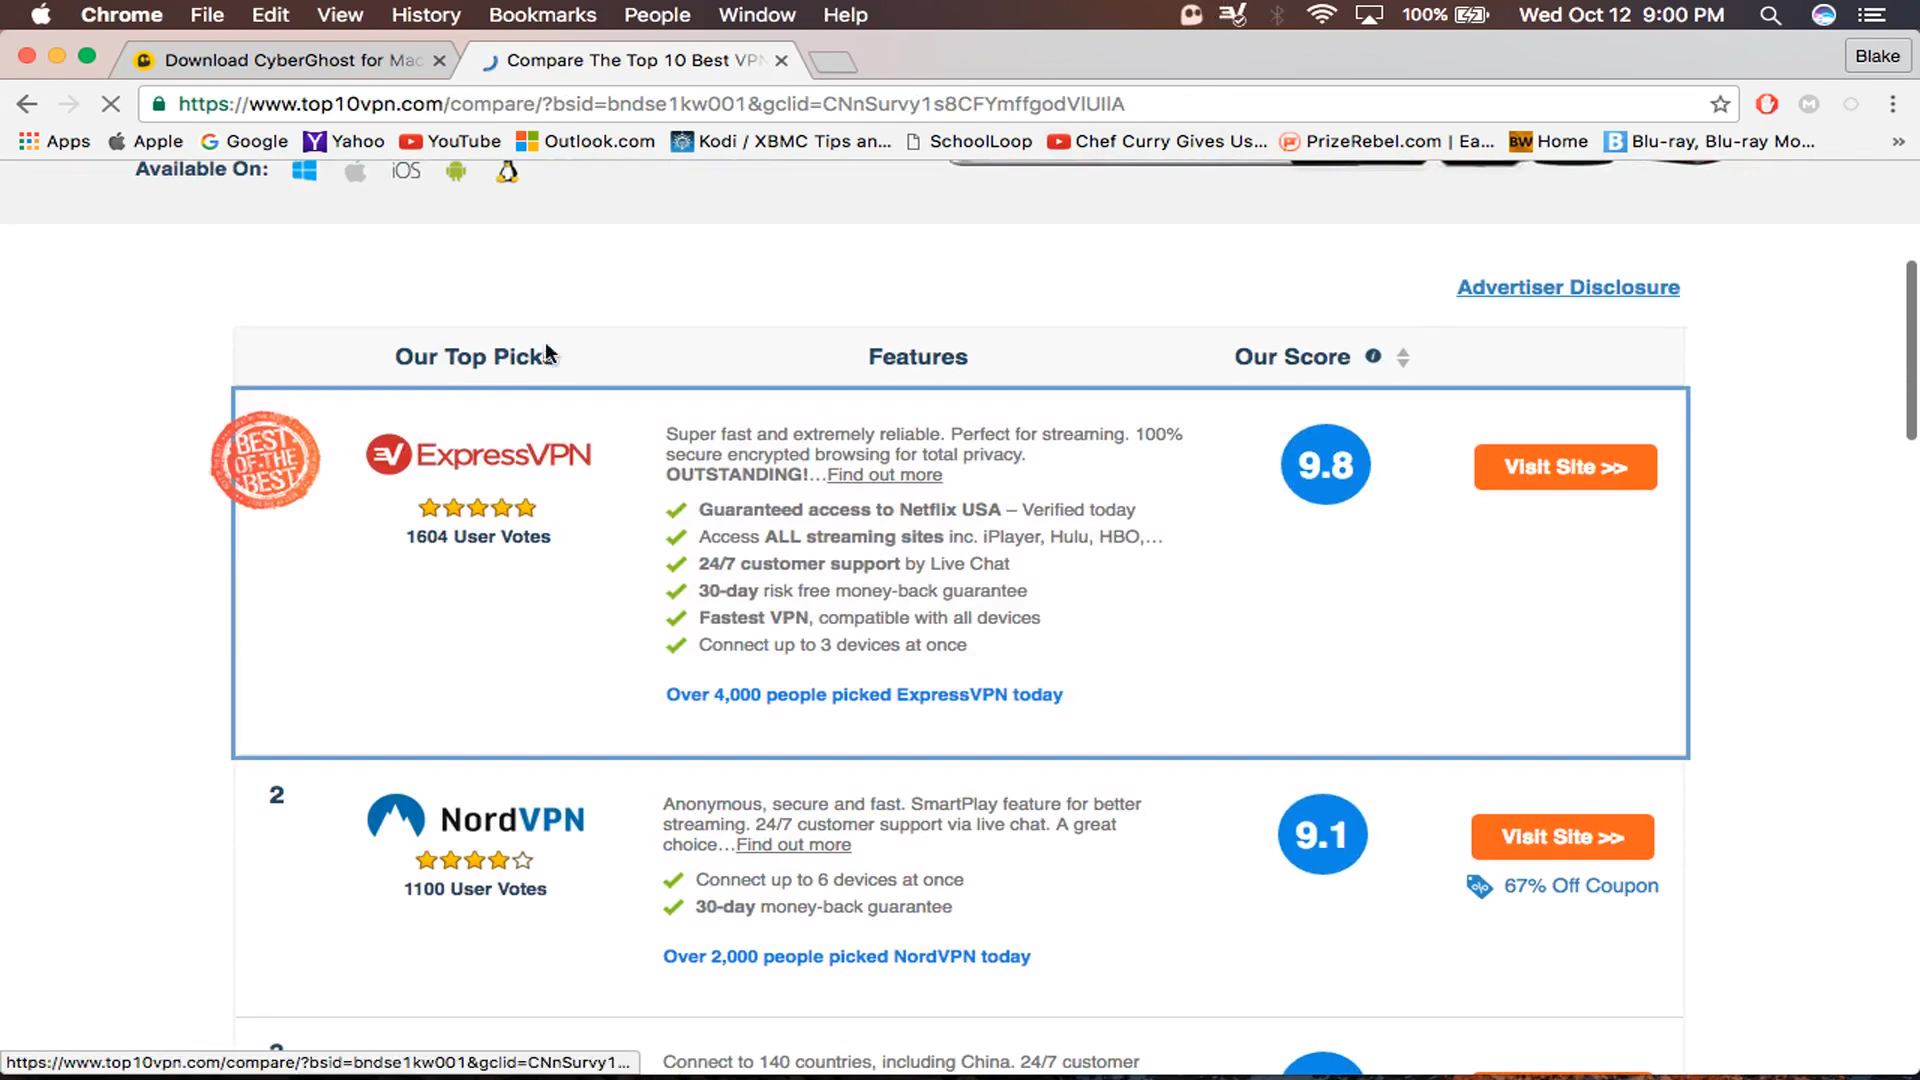 Chrome File Edit View History Bookmarks People Window Help 100% Wed Oct 12 9:00 PM
Download CyberGhost for Mac Compare The Top 10 Best VPN Blake
https://www.top10vpn.com/compare/?bsid=bndse1kw001&gclid=CNnSurvy1s8CFYmffgodVlUIlA
Apps Apple Google Yahoo YouTube Outlook.com Kodi / XBMC Tips an... SchoolLoop Chef Curry Gives Us... PrizeRebel.com | Ea... BW Home Blu-ray, Blu-ray Mo... »
Available On: iOS
Advertiser Disclosure
Our Top Picks Features Our Score
BEST OF THE BEST
ExpressVPN
1604 User Votes
Super fast and extremely reliable. Perfect for streaming. 100%
secure encrypted browsing for total privacy.
OUTSTANDING!...Find out more
Guaranteed access to Netflix USA – Verified today
Access ALL streaming sites inc. iPlayer, Hulu, HBO,...
24/7 customer support by Live Chat
30-day risk free money-back guarantee
Fastest VPN, compatible with all devices
Connect up to 3 devices at once
Over 4,000 people picked ExpressVPN today
9.8
Visit Site >>
2
NordVPN
1100 User Votes
Anonymous, secure and fast. SmartPlay feature for better
streaming. 24/7 customer support via live chat. A great
choice...Find out more
Connect up to 6 devices at once
30-day money-back guarantee
Over 2,000 people picked NordVPN today
9.1
Visit Site >>
67% Off Coupon
Connect to 140 countries, including China. 24/7 customer
https://www.top10vpn.com/compare/?bsid=bndse1kw001&gclid=CNnSurvy1...